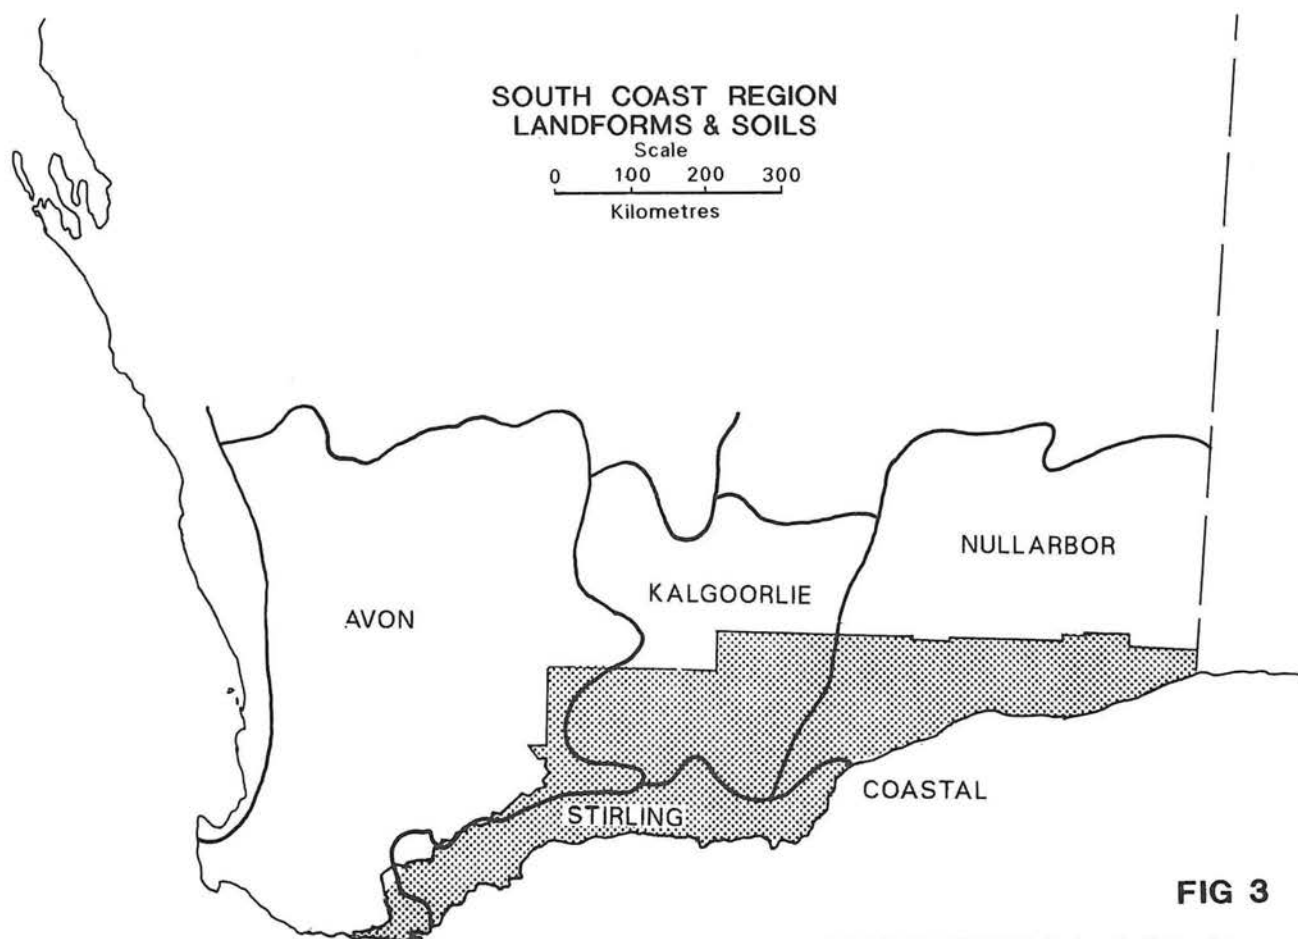 SOUTH COAST REGION
LANDFORMS & SOILS
Scale
0 100 200 300
Kilometres
NULLARBOR
KALGOORLIE
AVON
COASTAL
STIRLING
FIG 3